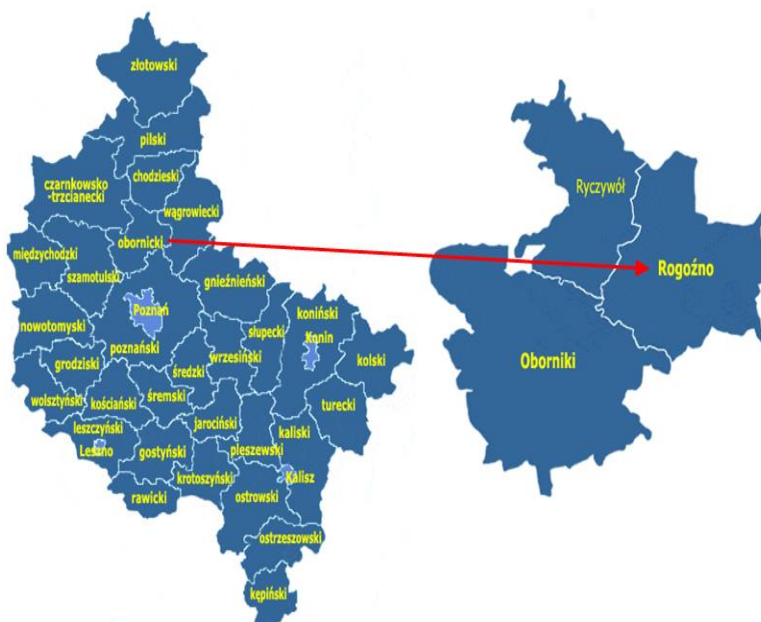 złotowski
pilski
chodzieski
czarnkowsko
-trzcianecki
wągrowiecki
obornicki
międzychodzki
szamotulski
gnieźnieński
Poznań
koniński
nowotomyski
słupecki
Konin
poznański
wrzesiński
grodziski
średzki
kolski
wolsztyński
kościański
śremski
turecki
jarociński
leszczyński
kaliski
Leszno
gostyński
pleszewski
krotoszyński
Kalisz
rawicki
ostrowski
ostrzeszowski
kępiński
Ryczywół
Rogoźno
Oborniki